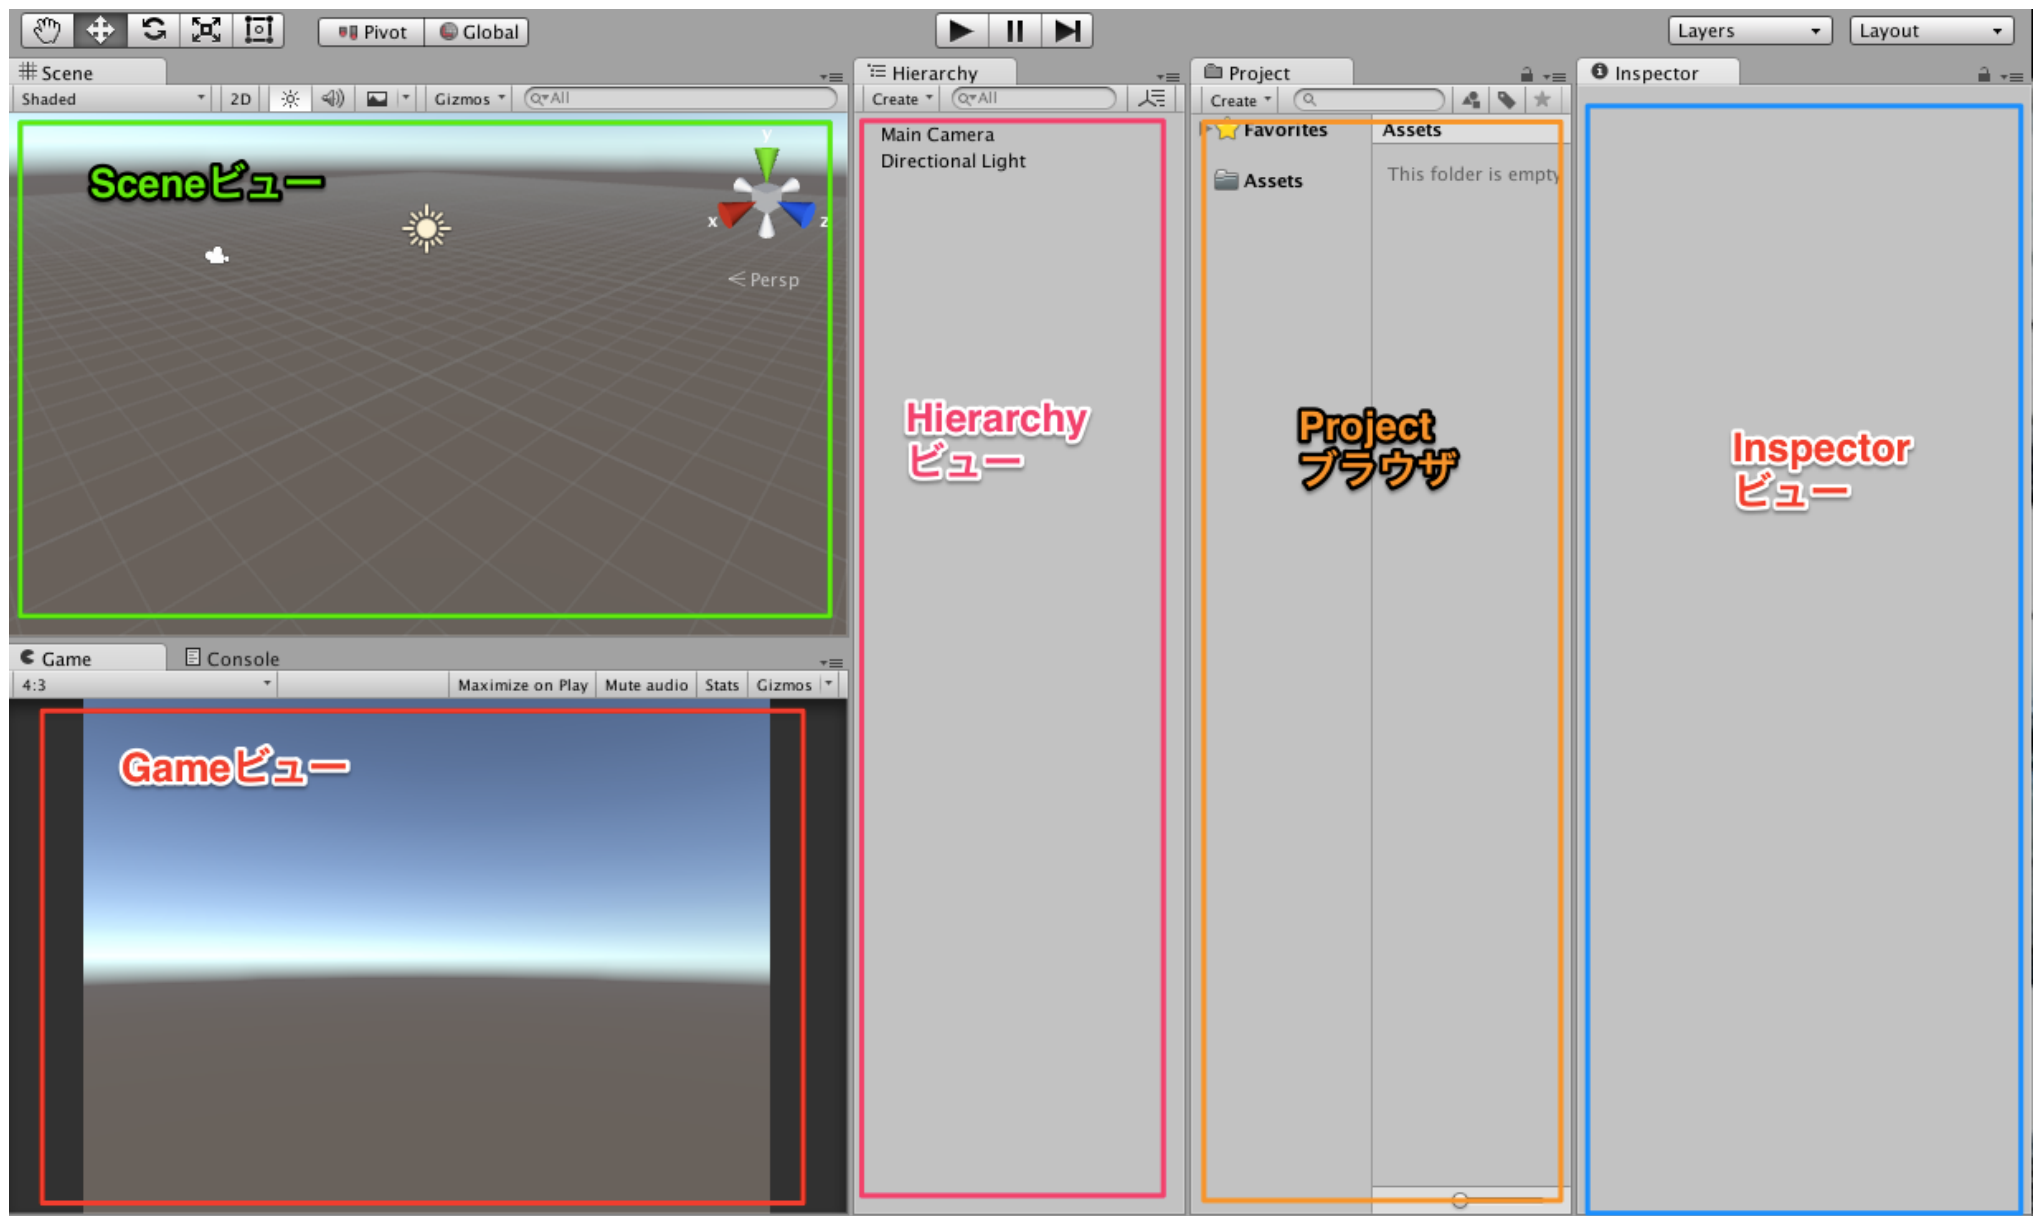 Pivot
Global
Layers
Layout
Scene
Shaded
2D
Gizmos
All
Sceneビュー
y
x
z
Persp
Game
Console
4:3
Maximize on Play
Mute audio
Stats
Gizmos
Gameビュー
Hierarchy
Create
All
Main Camera
Directional Light
Hierarchy
ビュー
Project
Create
Favorites
Assets
Assets
This folder is empty
Project
ブラウザ
Inspector
Inspector
ビュー